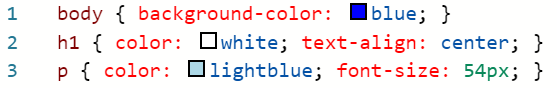 1 body { background-color: blue; }
2 h1 { color: white; text-align: center; }
3 p { color: lightblue; font-size: 54px; }